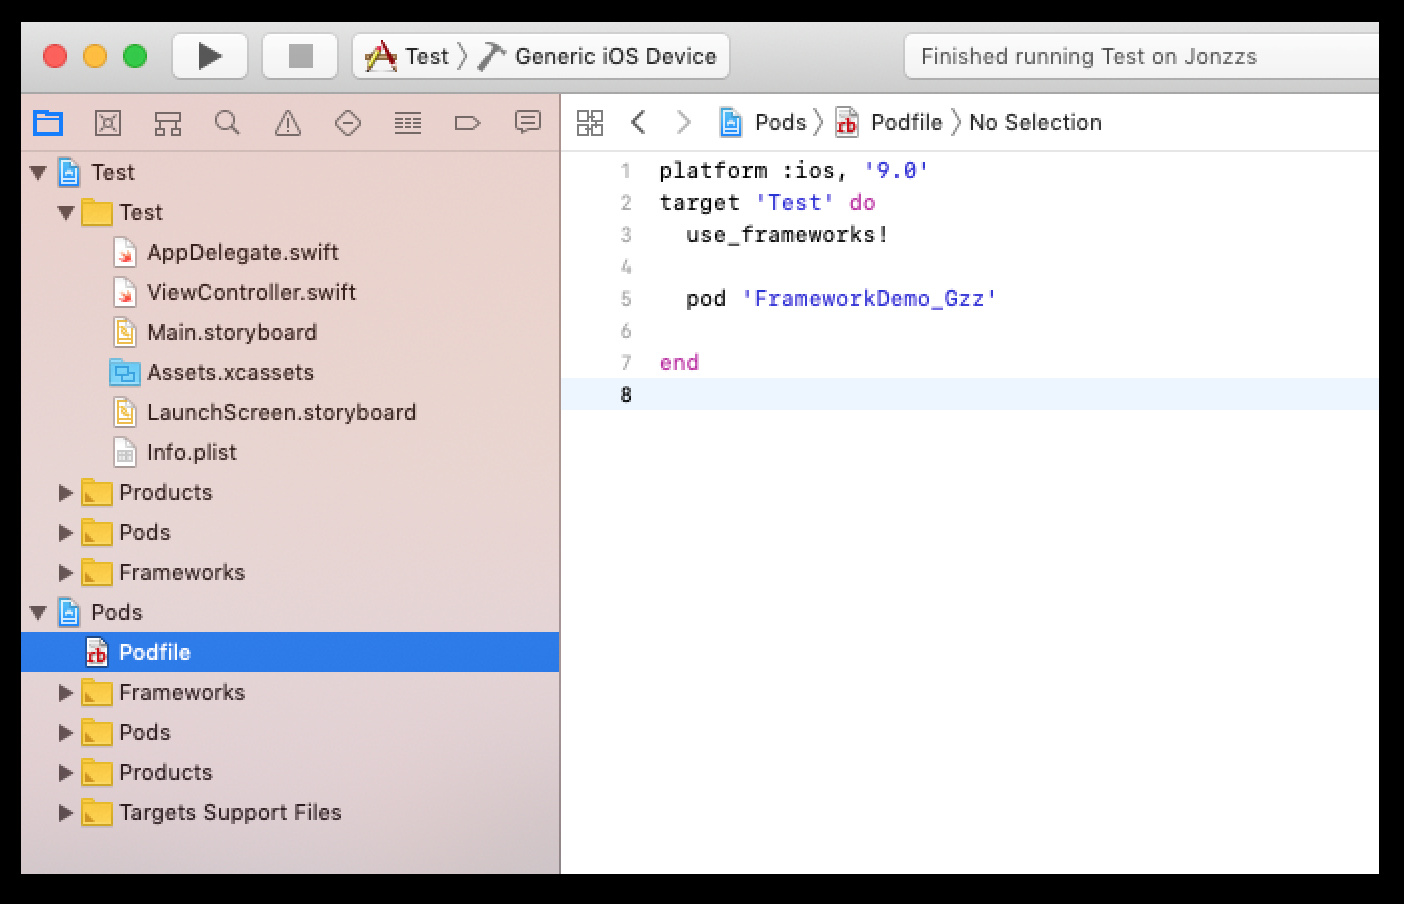 Test 〉 Generic iOS Device
Finished running Test on Jonzzs
Pods 〉 rb Podfile 〉 No Selection
Test
Test
AppDelegate.swift
ViewController.swift
Main.storyboard
Assets.xcassets
LaunchScreen.storyboard
Info.plist
Products
Pods
Frameworks
Pods
rb Podfile
Frameworks
Pods
Products
Targets Support Files
1 platform :ios, '9.0'
2 target 'Test' do
3   use_frameworks!
4
5   pod 'FrameworkDemo_Gzz'
6
7 end
8